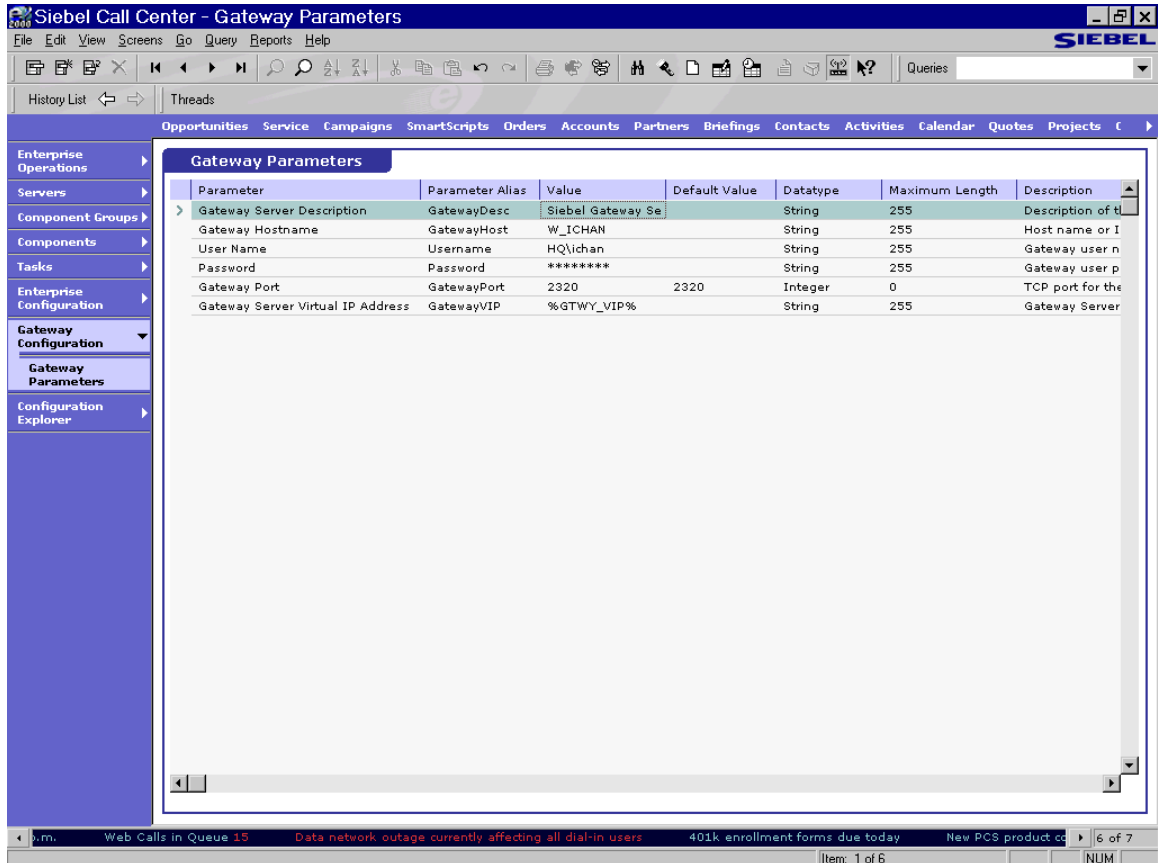 Siebel Call Center - Gateway Parameters
File Edit View Screens Go Query Reports Help
SIEBEL
Queries
History List Threads
Opportunities Service Campaigns SmartScripts Orders Accounts Partners Briefings Contacts Activities Calendar Quotes Projects
Enterprise
Operations
Servers
Component Groups
Components
Tasks
Enterprise
Configuration
Gateway
Configuration
Gateway
Parameters
Configuration
Explorer
Gateway Parameters
Parameter Parameter Alias Value Default Value Datatype Maximum Length Description
Gateway Server Description GatewayDesc Siebel Gateway Se String 255 Description of t
Gateway Hostname GatewayHost W_ICHAN String 255 Host name or I
User Name Username HQ\ichan String 255 Gateway user n
Password Password ******** String 255 Gateway user p
Gateway Port GatewayPort 2320 2320 Integer 0 TCP port for the
Gateway Server Virtual IP Address GatewayVIP %GTWY_VIP% String 255 Gateway Server
.m. Web Calls in Queue 15 Data network outage currently affecting all dial-in users 401k enrollment forms due today New PCS product co 6 of 7
Item: 1 of 6 NUM